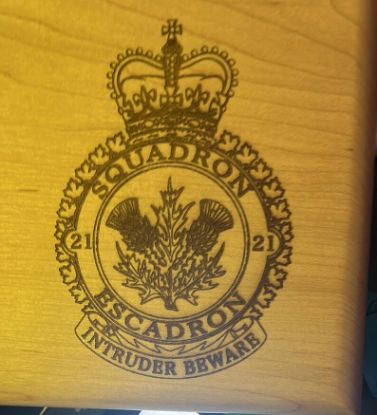 SQUADRON
21 21
ESCADRON
INTRUDER BEWARE